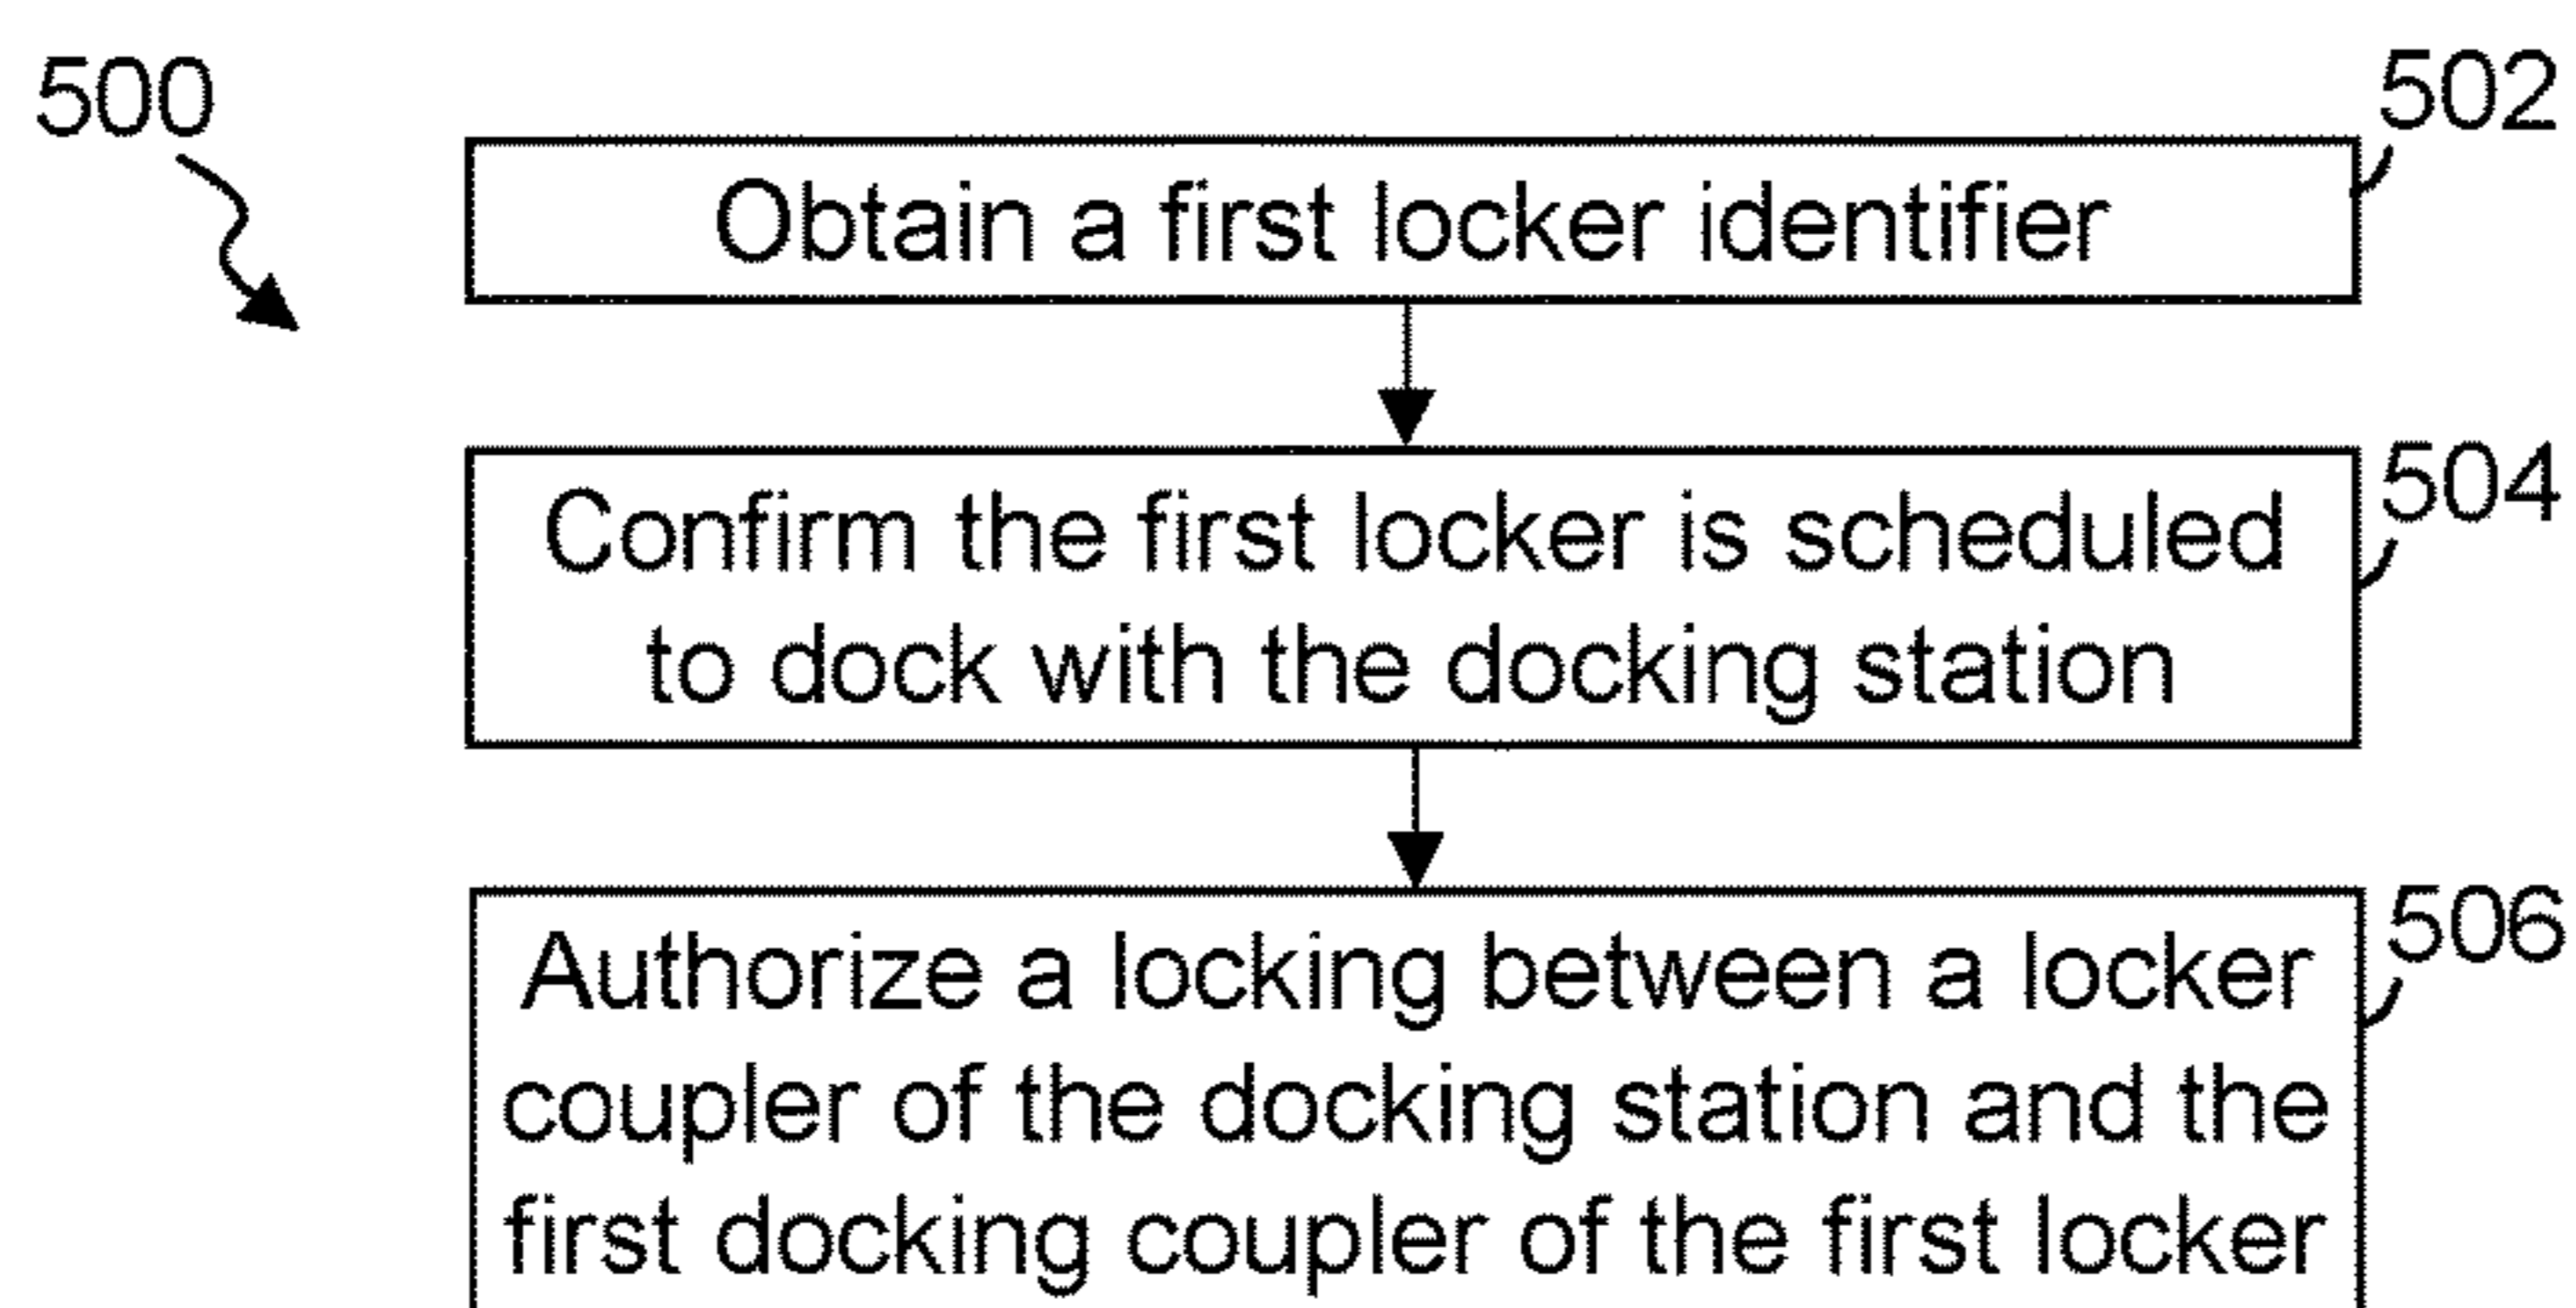 500
502
Obtain a first locker identifier
504
Confirm the first locker is scheduled
to dock with the docking station
506
Authorize a locking between a locker
coupler of the docking station and the
first docking coupler of the first locker